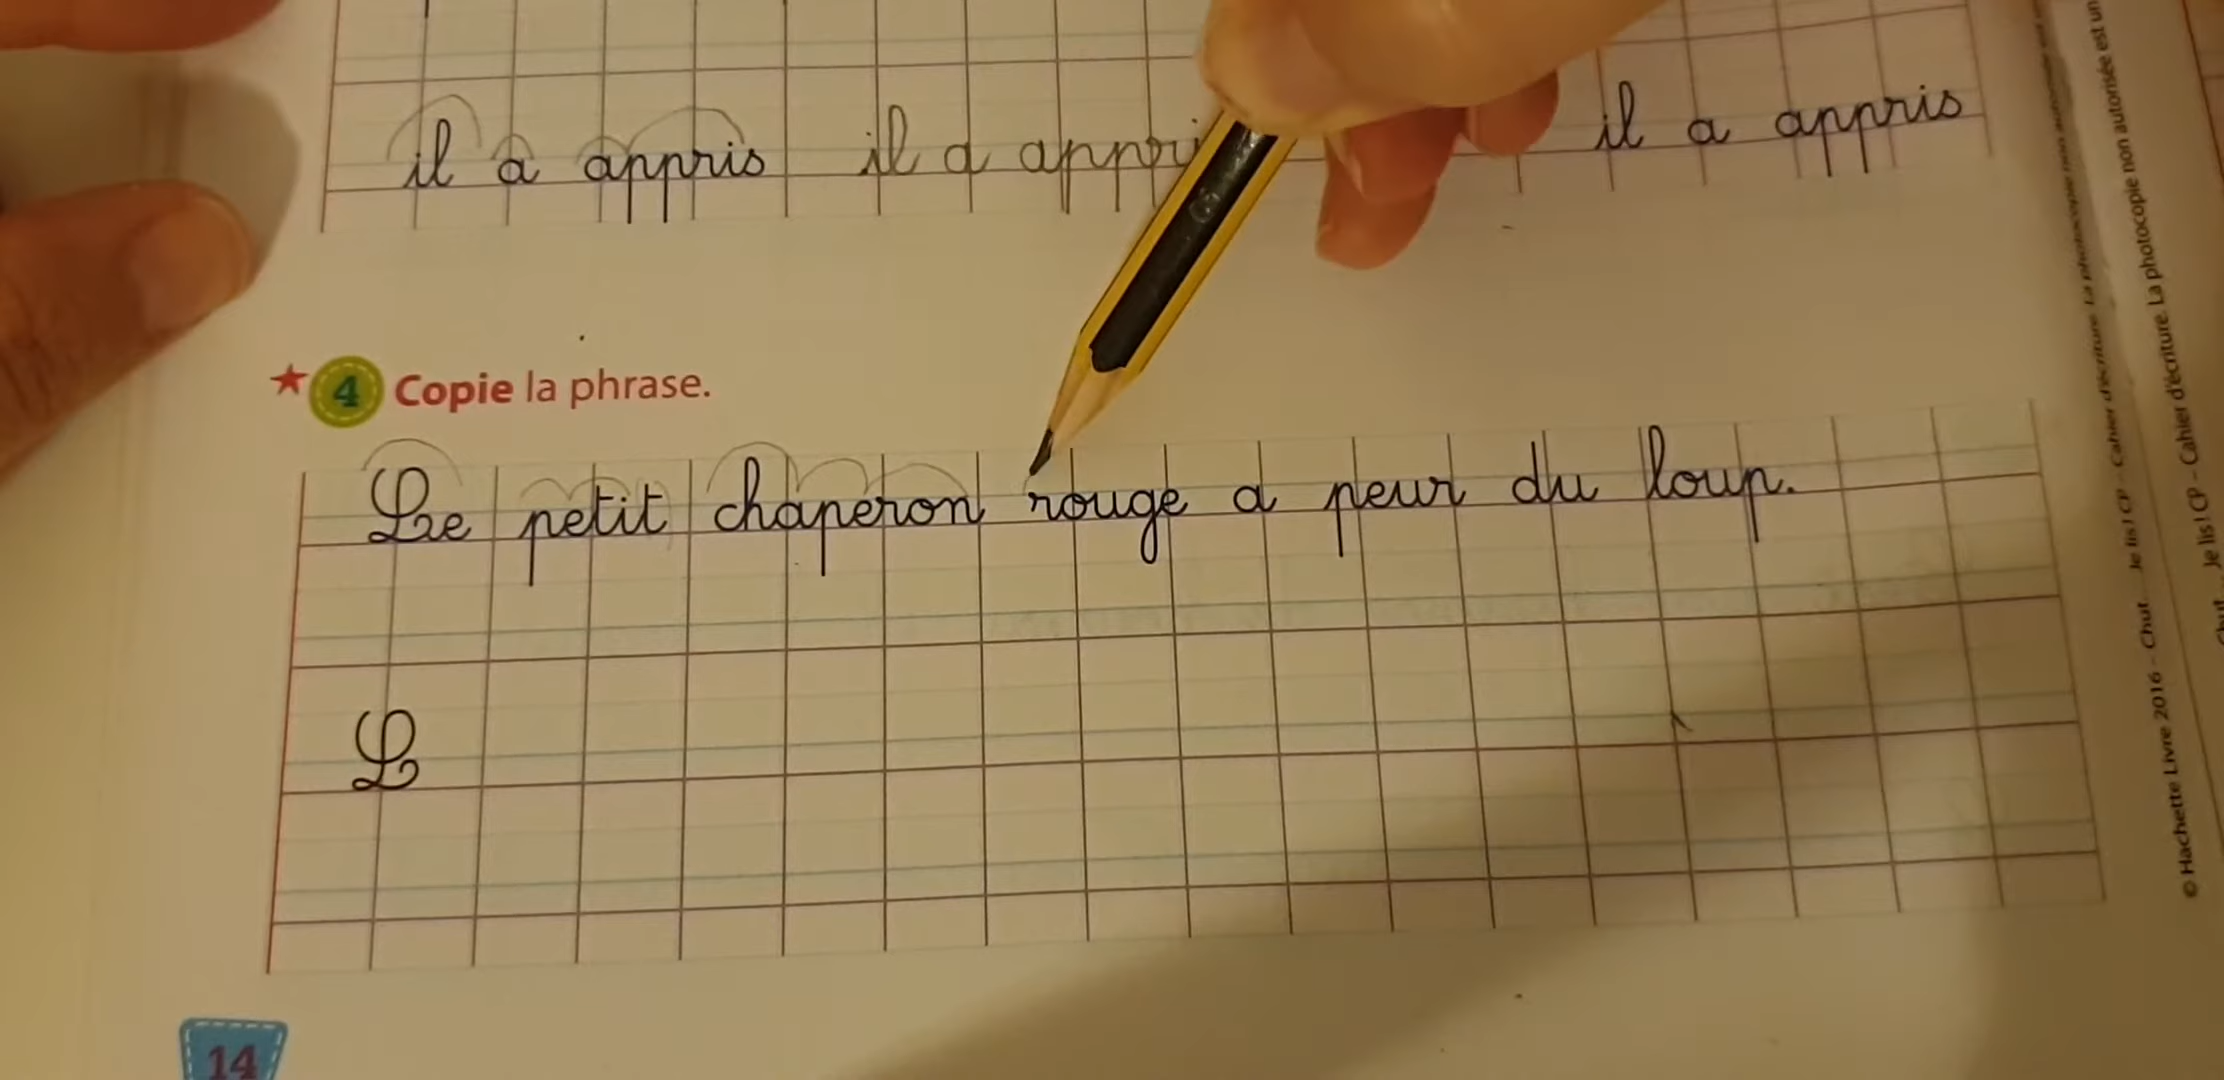 il a appris il a appri il a appris
★ 4 Copie la phrase.
Le petit chaperon rouge a peur du loup.
L
14
© Hachette Livre 2016 – Chut... Je lis ! CP – Cahier d'écriture. La photocopie non autorisée est un